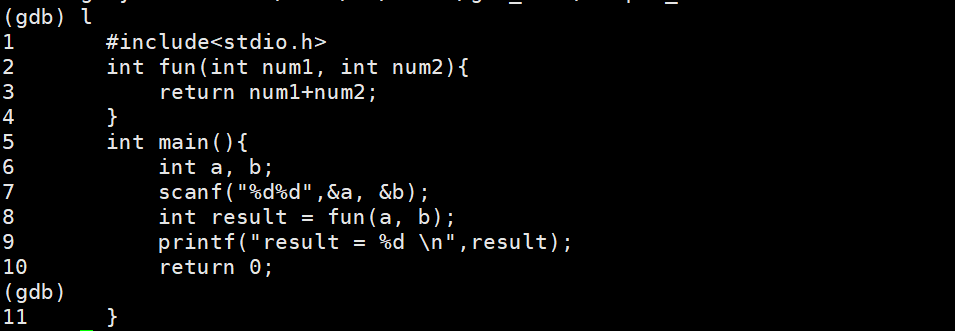 (gdb) l
1 #include<stdio.h>
2 int fun(int num1, int num2){
3 return num1+num2;
4 }
5 int main(){
6 int a, b;
7 scanf("%d%d",&a, &b);
8 int result = fun(a, b);
9 printf("result = %d \n",result);
10 return 0;
(gdb)
11 }